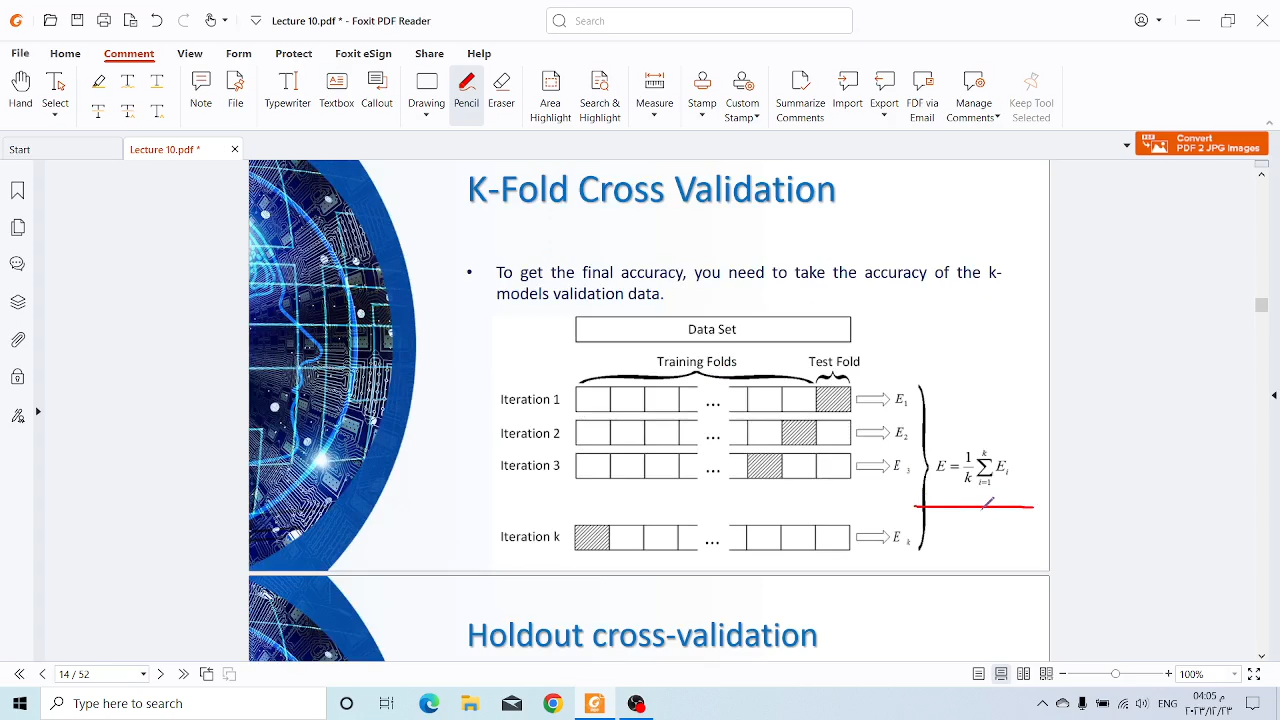 Lecture 10.pdf * - Foxit PDF Reader
Search
File Home Comment View Form Protect Foxit eSign Share Help
Hand Select Note File Typewriter Textbox Callout Drawing Pencil Eraser Area Highlight Search & Highlight Measure Stamp Custom Stamp Summarize Comments Import Export FDF via Email Manage Comments Keep Tool Selected
Start Lecture 10.pdf *
Convert
PDF 2 JPG Images
K-Fold Cross Validation
• To get the final accuracy, you need to take the accuracy of the k-
models validation data.
Data Set
Training Folds Test Fold
Iteration 1 ... E₁
Iteration 2 ... E₂
Iteration 3 ... E ₃
E = 1/k ∑ᵢ₌₁ᵏ Eᵢ
Iteration k ... E ₖ
Holdout cross-validation
14 / 52
100%
Type here to search
04:05 م